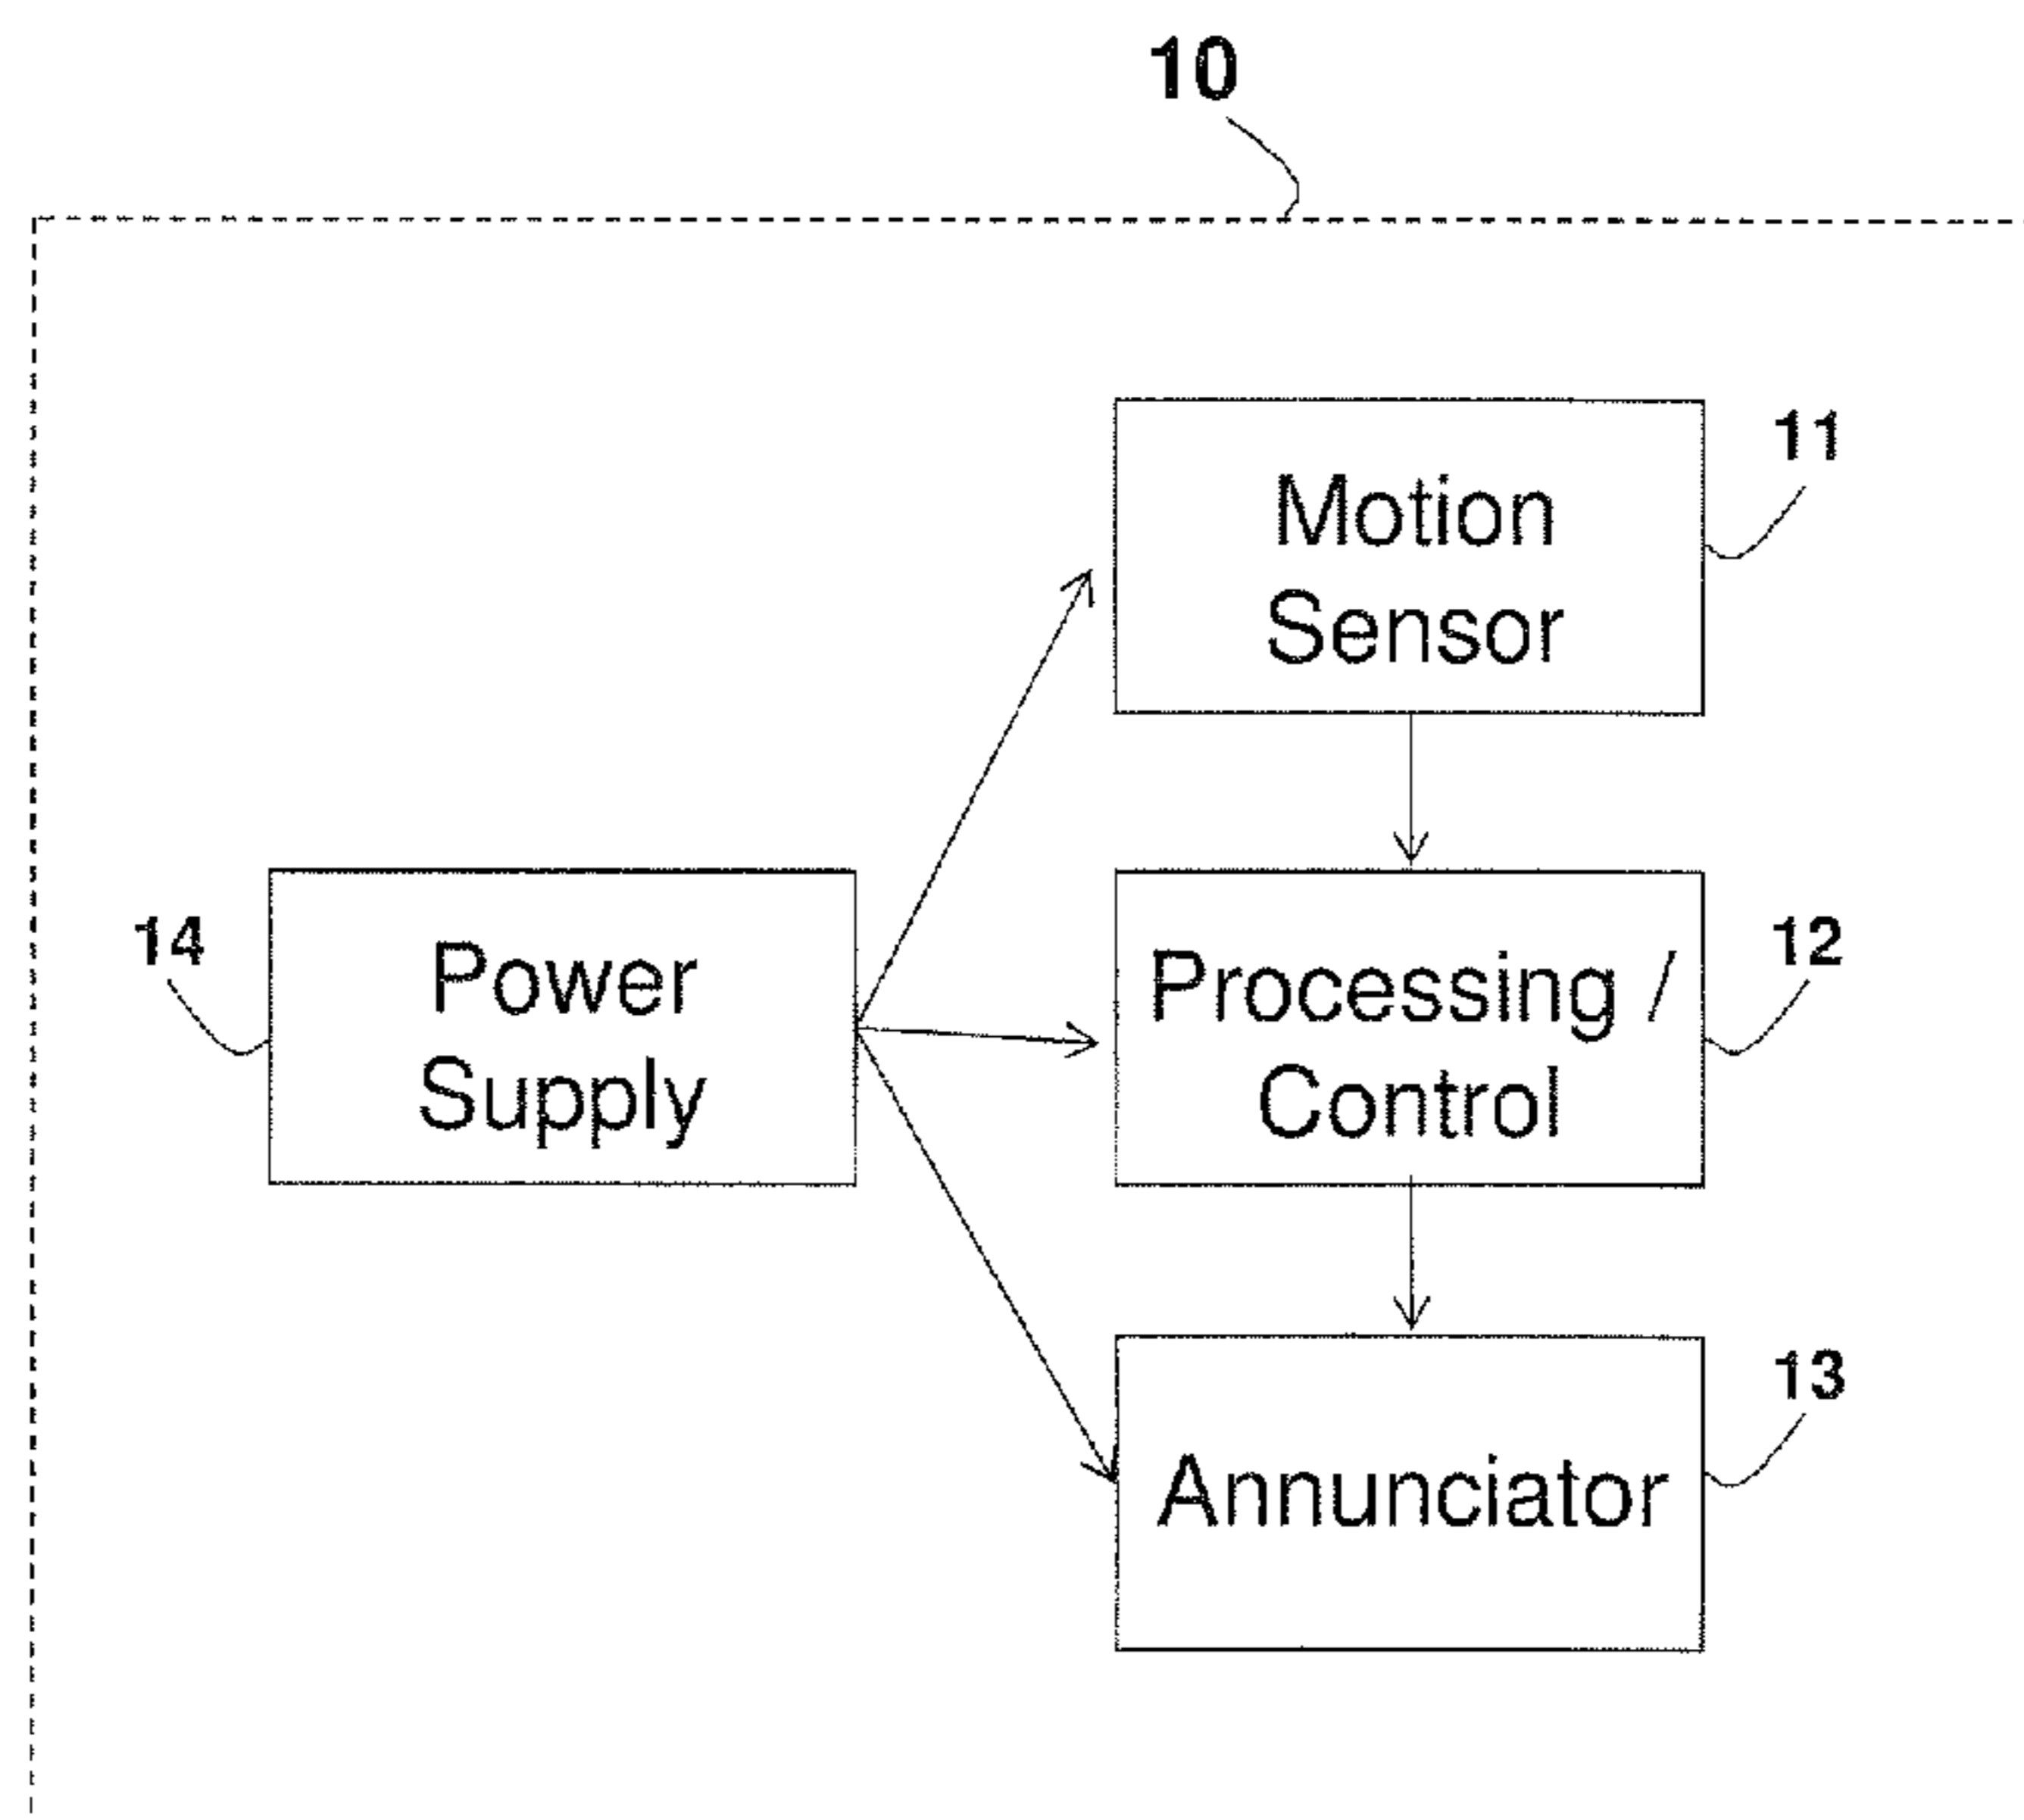 10
Motion
Sensor
11
14
Power
Supply
Processing /
Control
12
Annunciator
13